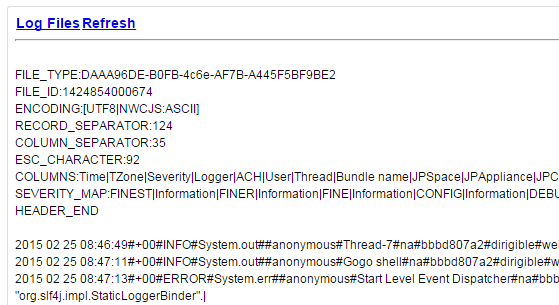 Log Files Refresh
FILE_TYPE:DAAA96DE-B0FB-4c6e-AF7B-A445F5BF9BE2
FILE_ID:1424854000674
ENCODING:[UTF8|NWCJS:ASCII]
RECORD_SEPARATOR:124
COLUMN_SEPARATOR:35
ESC_CHARACTER:92
COLUMNS:Time|TZone|Severity|Logger|ACH|User|Thread|Bundle name|JPSpace|JPAppliance|JPC
SEVERITY_MAP:FINEST|Information|FINER|Information|FINE|Information|CONFIG|Information|DEBU
HEADER_END
2015 02 25 08:46:49#+00#INFO#System.out##anonymous#Thread-7#na#bbbd807a2#dirigible#we
2015 02 25 08:47:11#+00#INFO#System.out##anonymous#Gogo shell#na#bbbd807a2#dirigible#w
2015 02 25 08:47:13#+00#ERROR#System.err##anonymous#Start Level Event Dispatcher#na#bbb
"org.slf4j.impl.StaticLoggerBinder".|